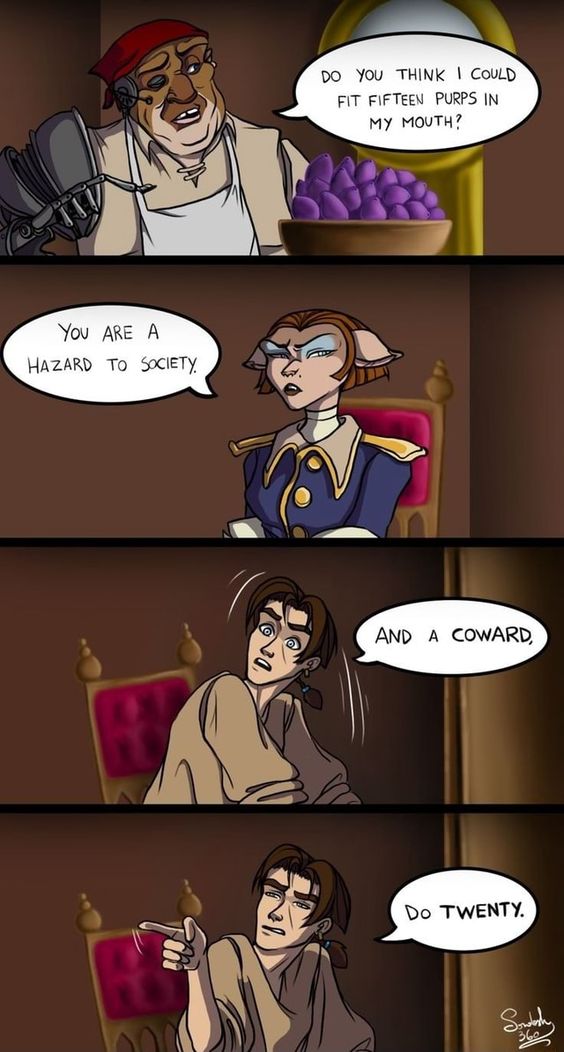 DO YOU THINK I COULD
FIT FIFTEEN PURPS IN
MY MOUTH?
YOU ARE A
HAZARD TO SOCIETY.
AND A COWARD,
DO TWENTY.
360